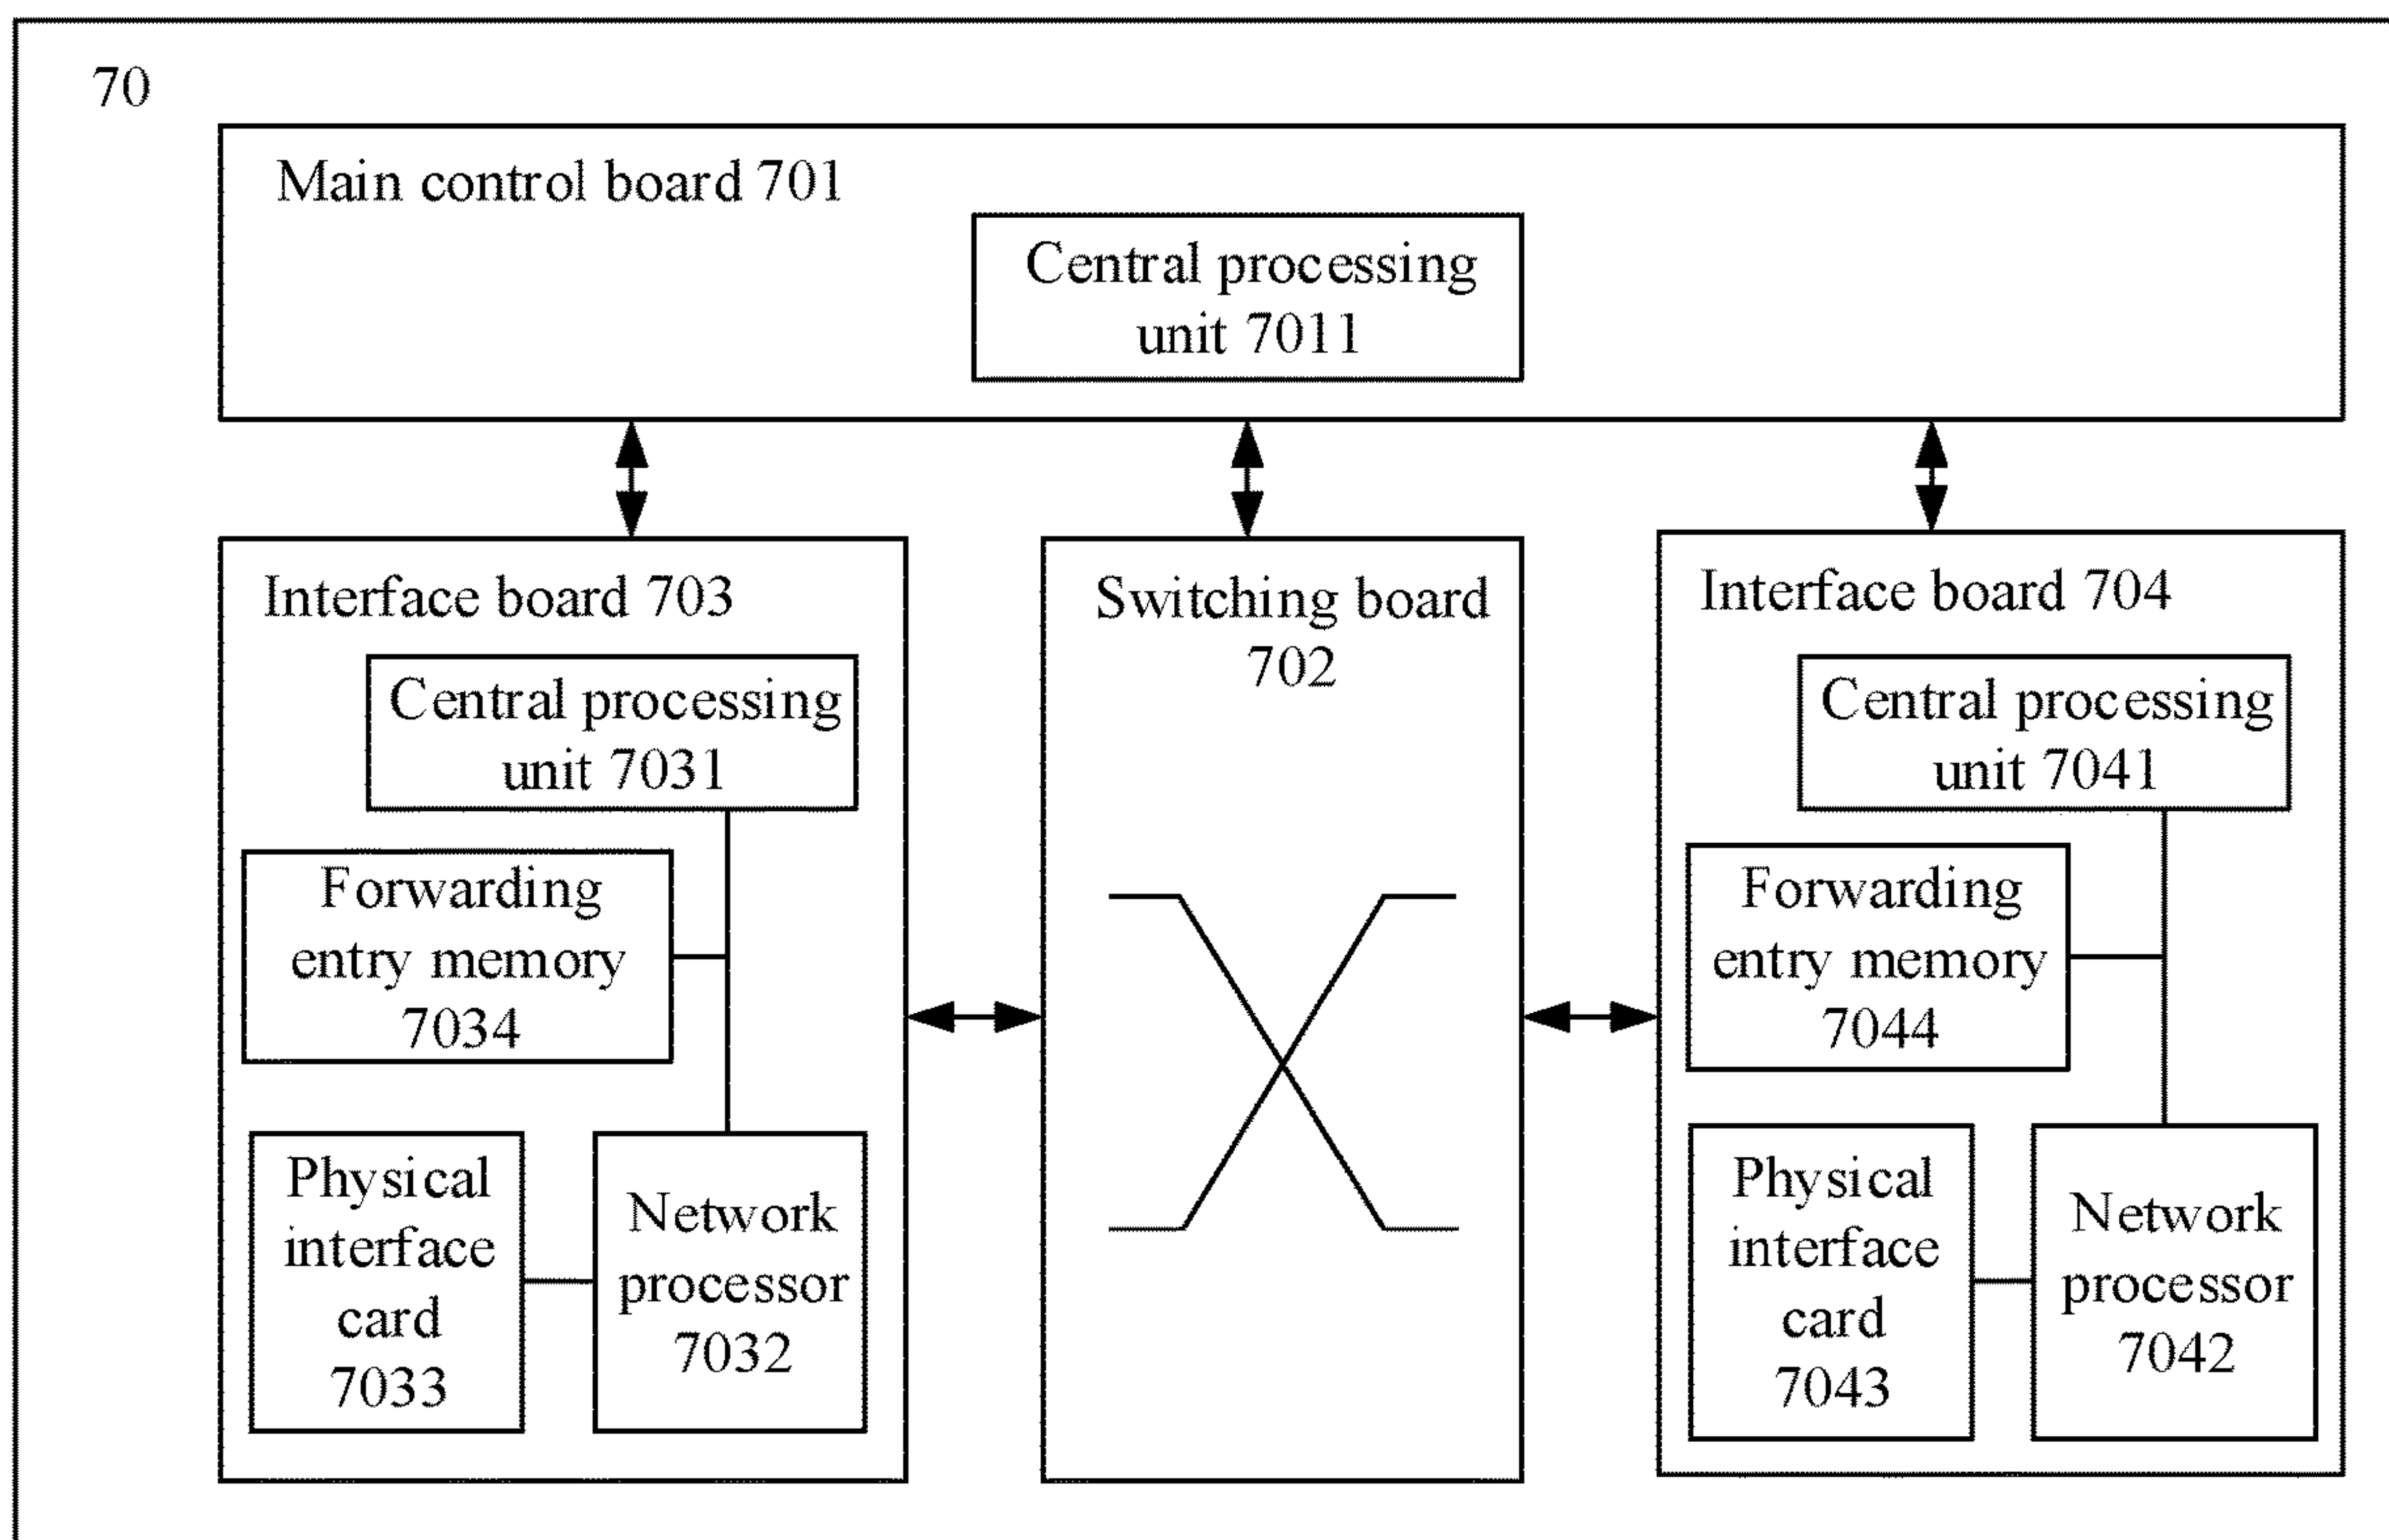 70
Main control board 701
Central processing
unit 7011
Interface board 703
Central processing
unit 7031
Forwarding
entry memory
7034
Physical
interface
card
7033
Network
processor
7032
Switching board
702
Interface board 704
Central processing
unit 7041
Forwarding
entry memory
7044
Physical
interface
card
7043
Network
processor
7042